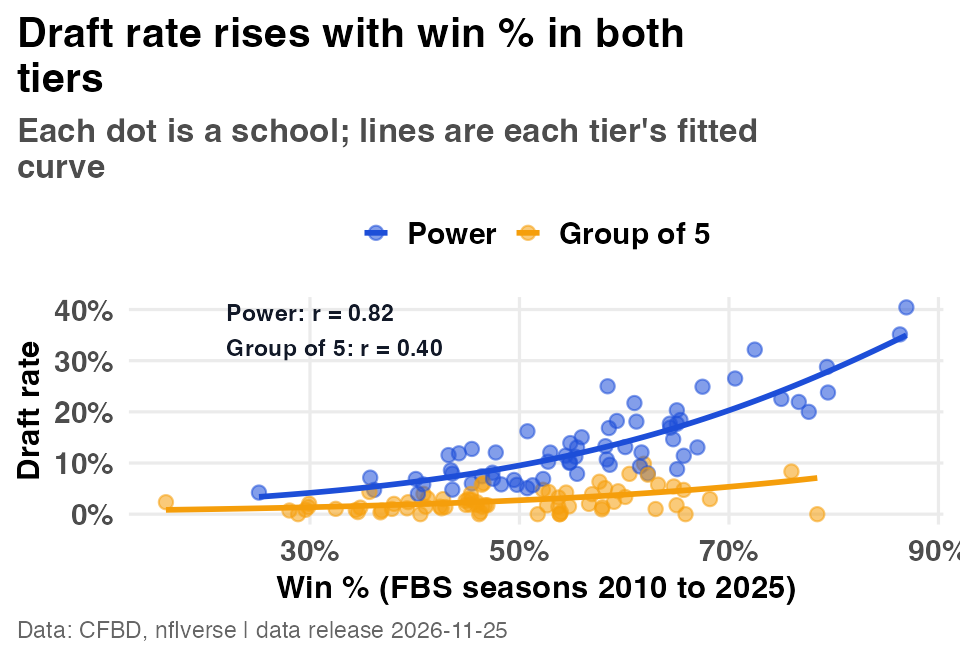 Draft rate rises with win % in both
tiers
Each dot is a school; lines are each tier's fitted
curve
Power
Group of 5
Power: r = 0.82
Group of 5: r = 0.40
Draft rate
40%
30%
20%
10%
0%
30%
50%
70%
90%
Win % (FBS seasons 2010 to 2025)
Data: CFBD, nflverse | data release 2026-11-25